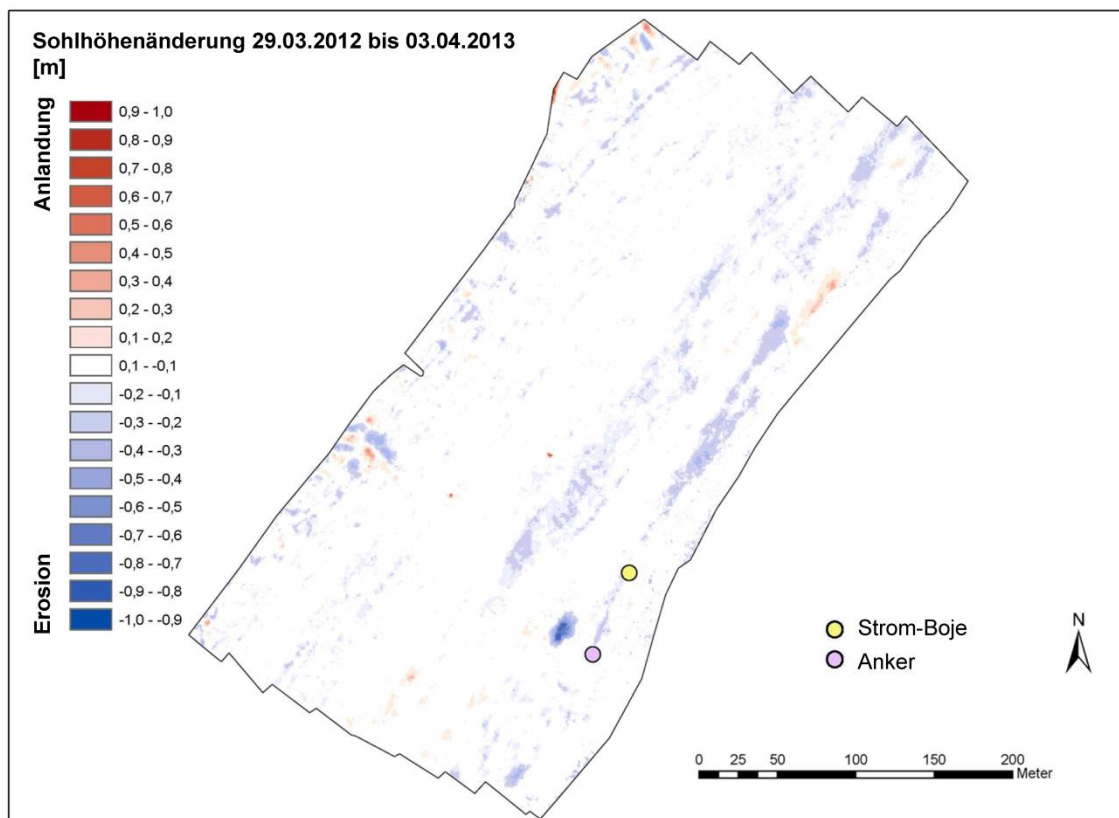 Sohlhöhenänderung 29.03.2012 bis 03.04.2013
[m]
Anlandung
0,9 - 1,0
0,8 - 0,9
0,7 - 0,8
0,6 - 0,7
0,5 - 0,6
0,4 - 0,5
0,3 - 0,4
0,2 - 0,3
0,1 - 0,2
0,1 - -0,1
-0,2 - -0,1
-0,3 - -0,2
-0,4 - -0,3
-0,5 - -0,4
-0,6 - -0,5
-0,7 - -0,6
-0,8 - -0,7
-0,9 - -0,8
-1,0 - -0,9
Erosion
Strom-Boje
Anker
N
0 25 50 100 150 200
Meter